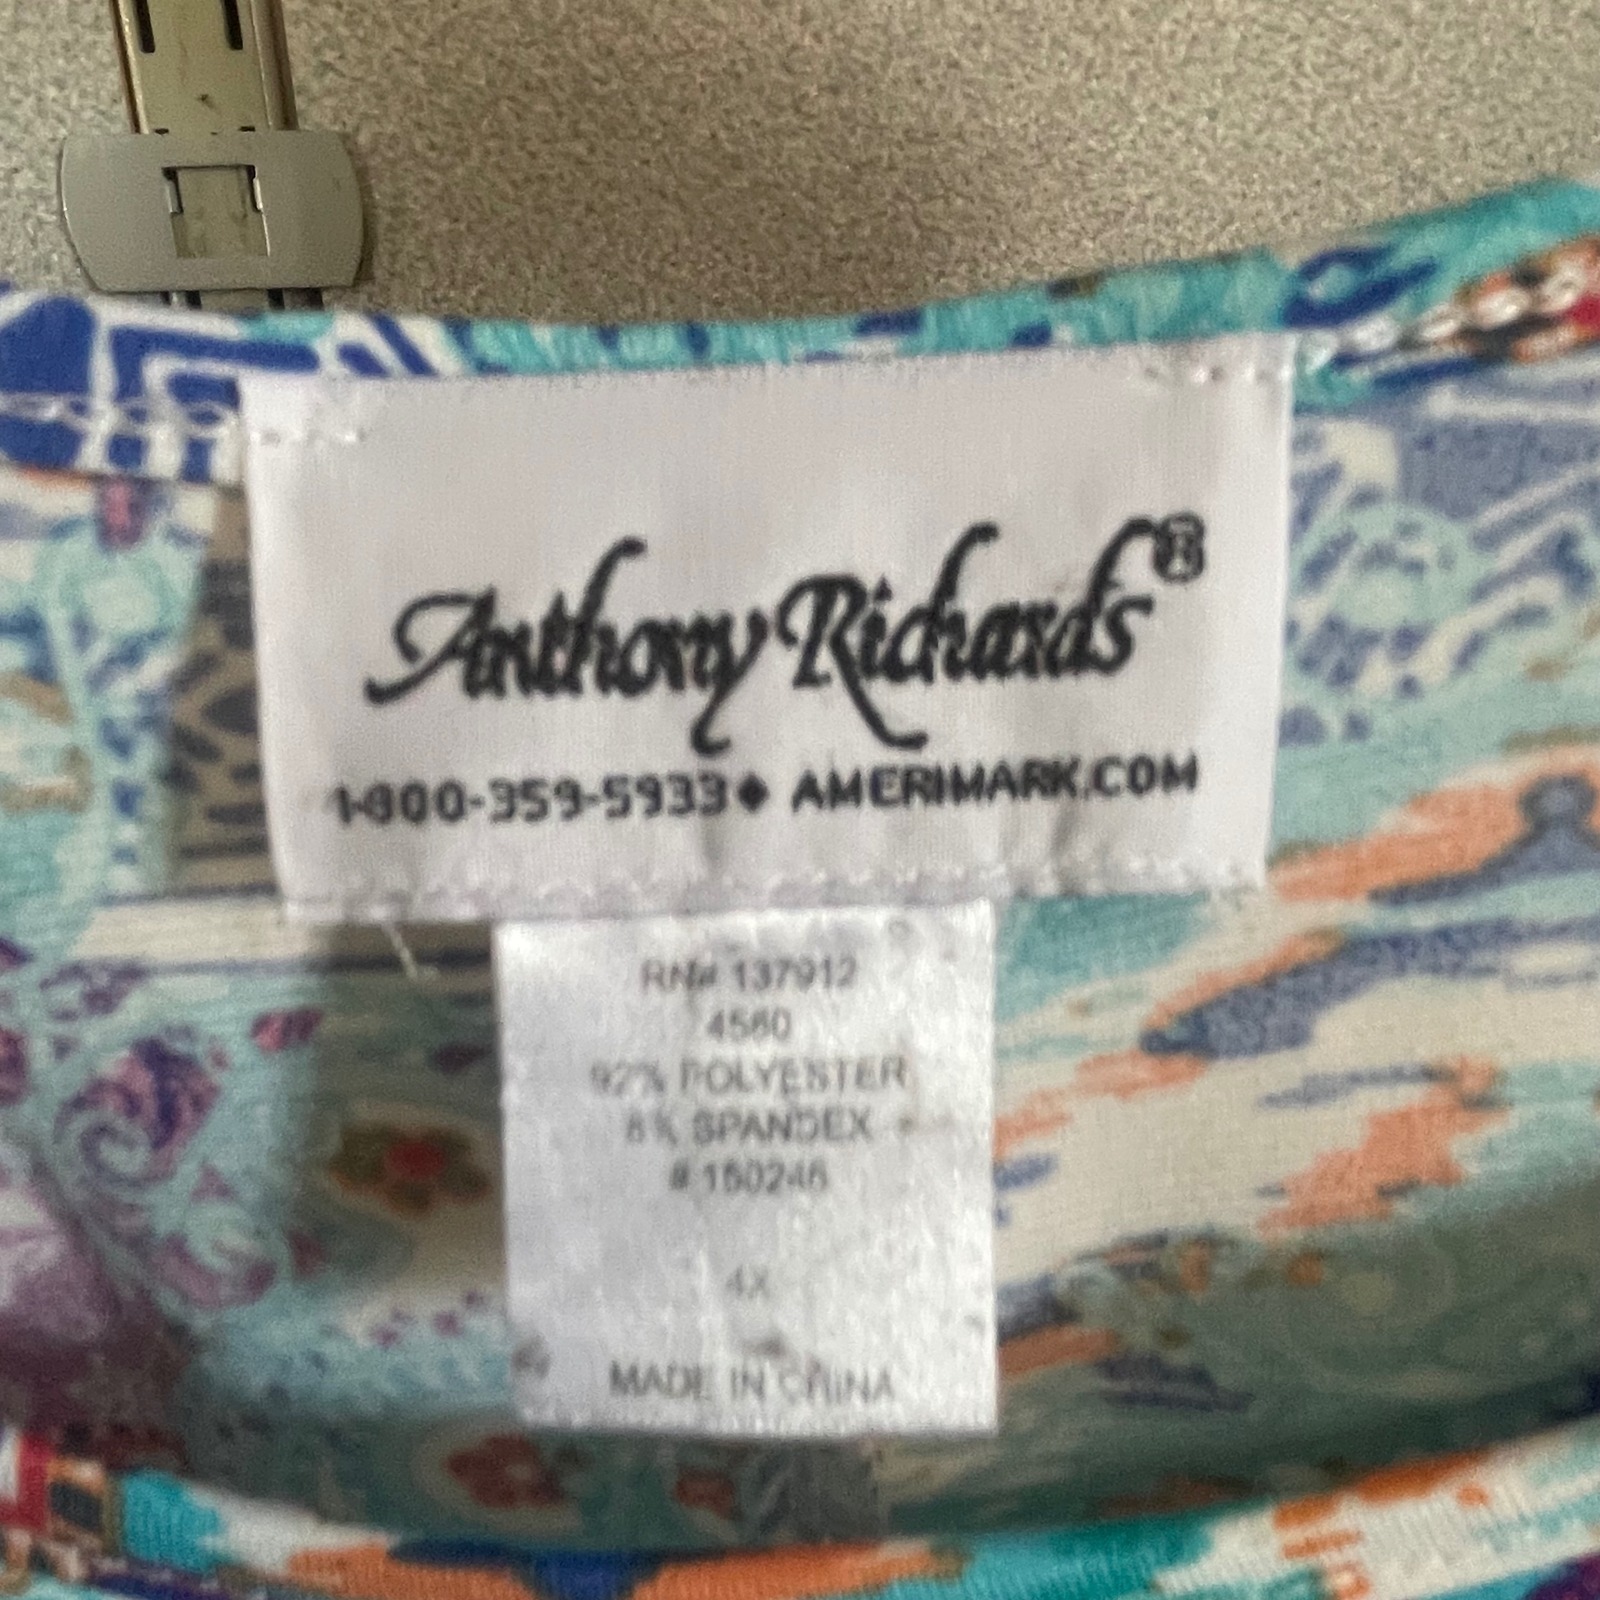 Anthony Richards®
1-800-359-5933♦ AMERIMARK.COM
RN# 137912
4560
92% POLYESTER
8% SPANDEX
# 150246
4X
MADE IN CHINA